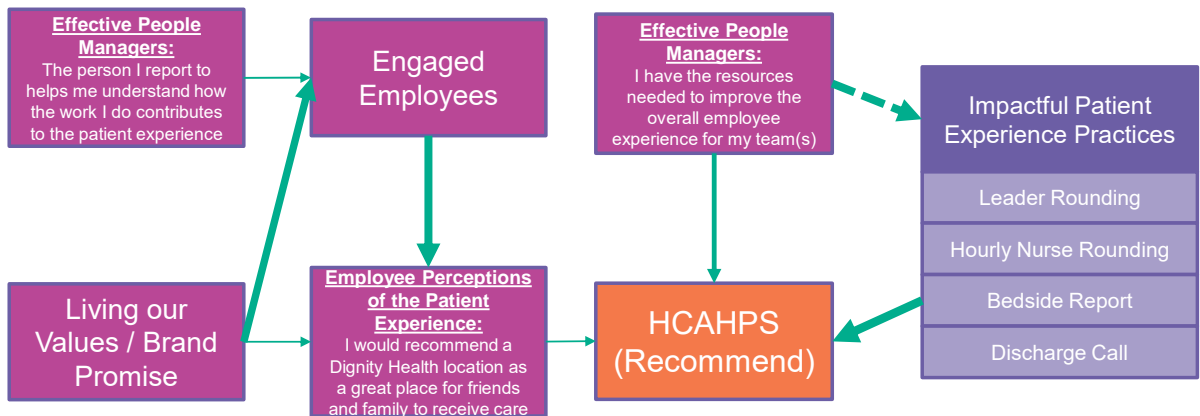 Effective People
Managers:
The person I report to
helps me understand how
the work I do contributes
to the patient experience
Engaged
Employees
Effective People
Managers:
I have the resources
needed to improve the
overall employee
experience for my team(s)
Impactful Patient
Experience Practices
Leader Rounding
Hourly Nurse Rounding
Bedside Report
Discharge Call
Living our
Values / Brand
Promise
Employee Perceptions
of the Patient
Experience:
I would recommend a
Dignity Health location as
a great place for friends
and family to receive care
HCAHPS
(Recommend)